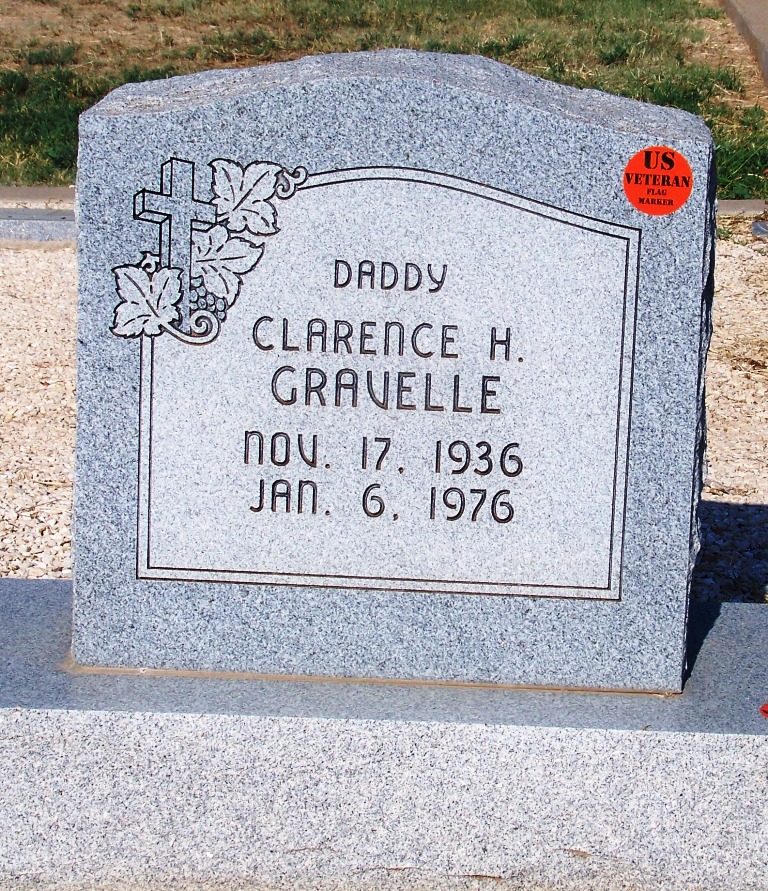 US
VETERAN
FLAG
MARKER
DADDY
CLARENCE H.
GRAVELLE
NOV. 17, 1936
JAN. 6, 1976